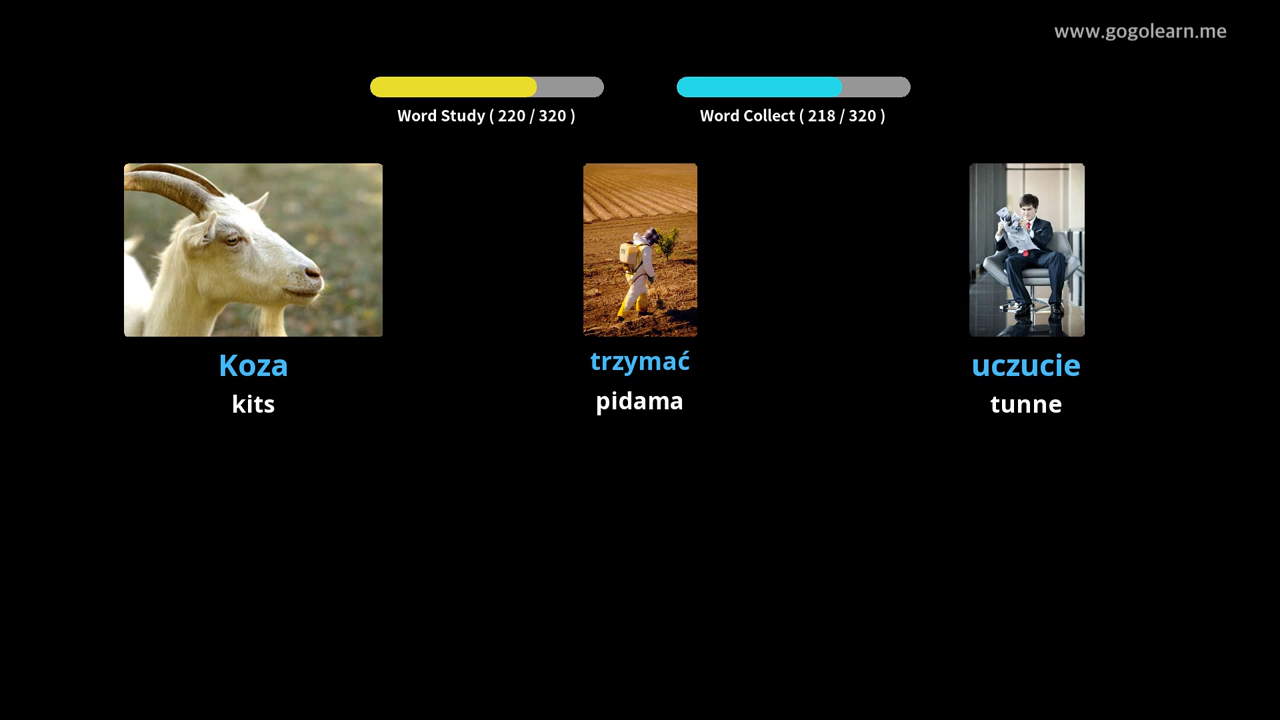 www.gogolearn.me
Word Study ( 220 / 320 )
Word Collect ( 218 / 320 )
Koza
kits
trzymać
pidama
uczucie
tunne